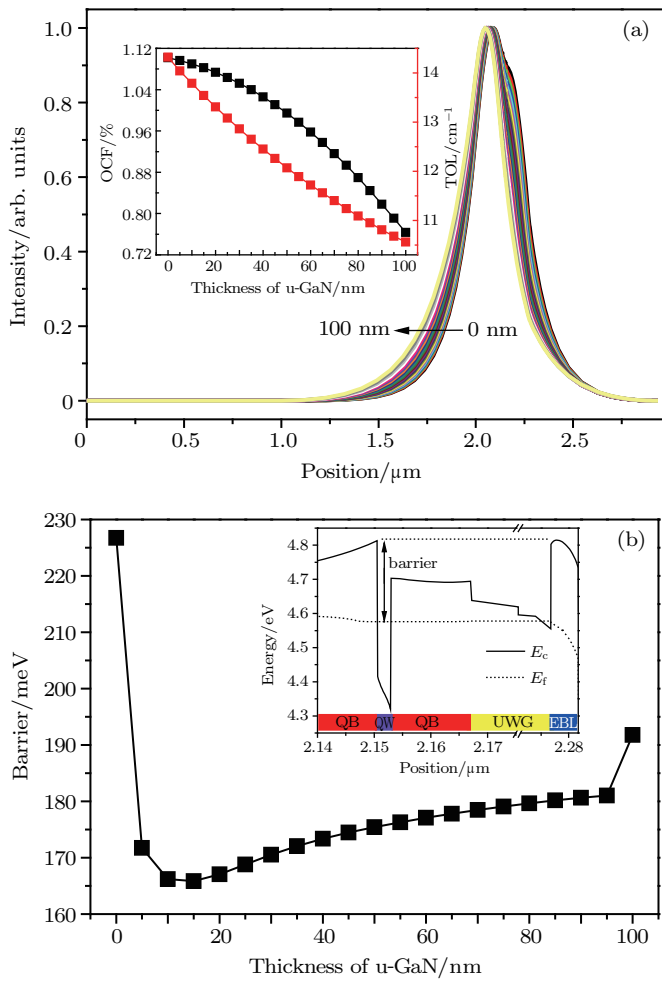 (a)
Intensity/arb. units
1.0
0.8
0.6
0.4
0.2
0
OCF/%
1.12
1.04
0.96
0.88
0.80
0.72
TOL/cm⁻¹
14
13
12
11
0 20 40 60 80 100
Thickness of u-GaN/nm
100 nm 0 nm
0 0.5 1.0 1.5 2.0 2.5
Position/μm
(b)
Barrier/meV
230
220
210
200
190
180
170
160
Energy/eV
4.8
4.7
4.6
4.5
4.4
4.3
barrier
E_c
E_f
QB QW QB UWG EBL
2.14 2.15 2.16 2.17 2.28
Position/μm
0 20 40 60 80 100
Thickness of u-GaN/nm